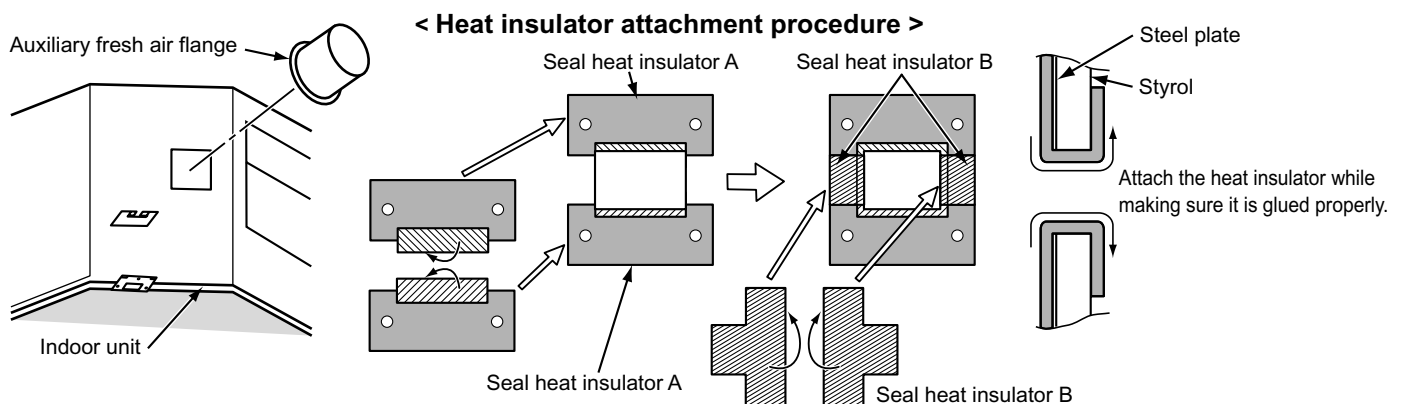 < Heat insulator attachment procedure >
Auxiliary fresh air flange
Indoor unit
Seal heat insulator A
Seal heat insulator A
Seal heat insulator B
Seal heat insulator B
Steel plate
Styrol
Attach the heat insulator while
making sure it is glued properly.